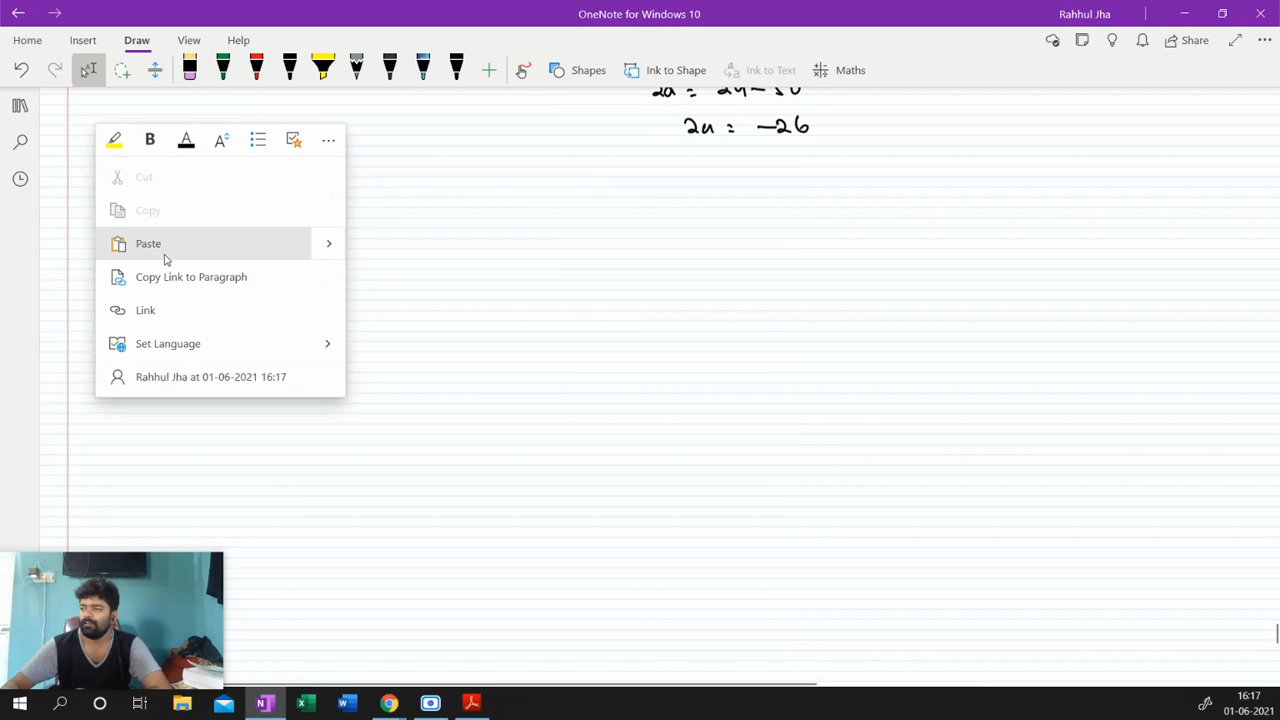 OneNote for Windows 10
Rahhul Jha
Home
Insert
Draw
View
Help
Share
Shapes
Ink to Shape
Ink to Text
Maths
2a = -26
B
A
A
Cut
Copy
Paste
Copy Link to Paragraph
Link
Set Language
Rahhul Jha at 01-06-2021 16:17
16:17
01-06-2021